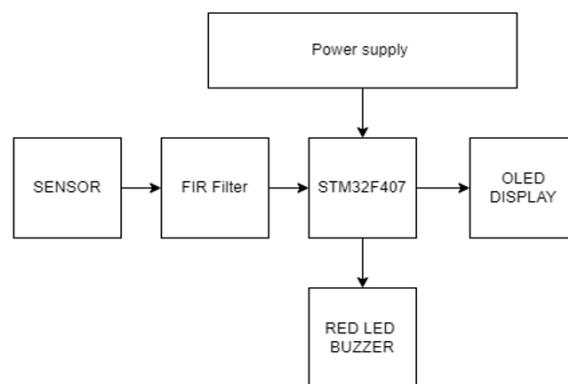 Power supply
SENSOR
FIR Filter
STM32F407
OLED
DISPLAY
RED LED
BUZZER